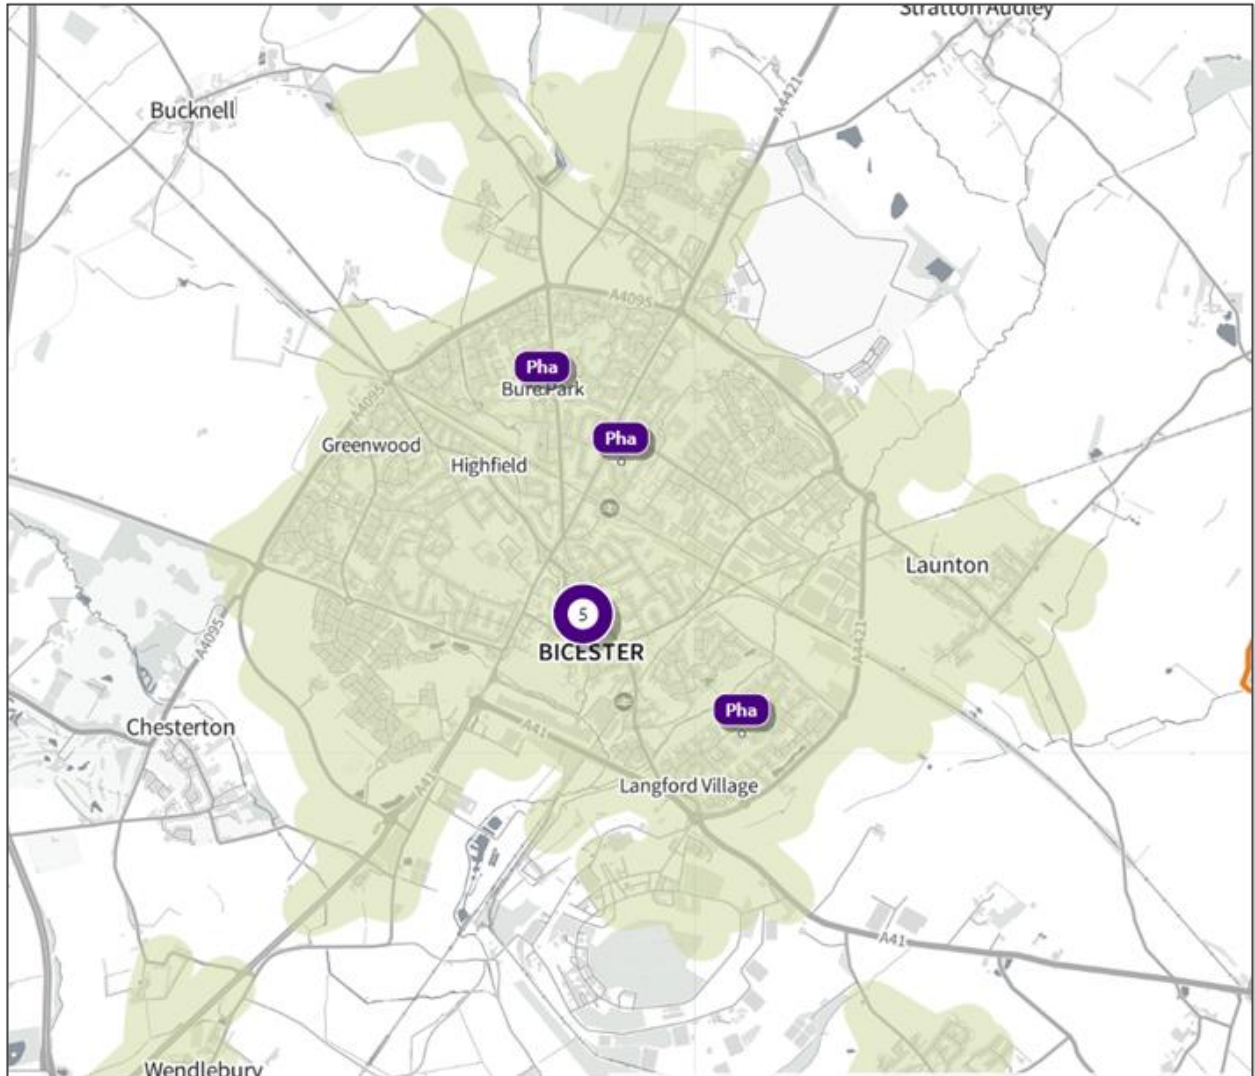 Stratton Audley
A4421
Bucknell
A4095
Pha
Bure Park
Pha
A4095
Greenwood
Highfield
Launton
5
BICESTER
A4095
A4421
Pha
Chesterton
A41
A41
Langford Village
A41
Wendlebury